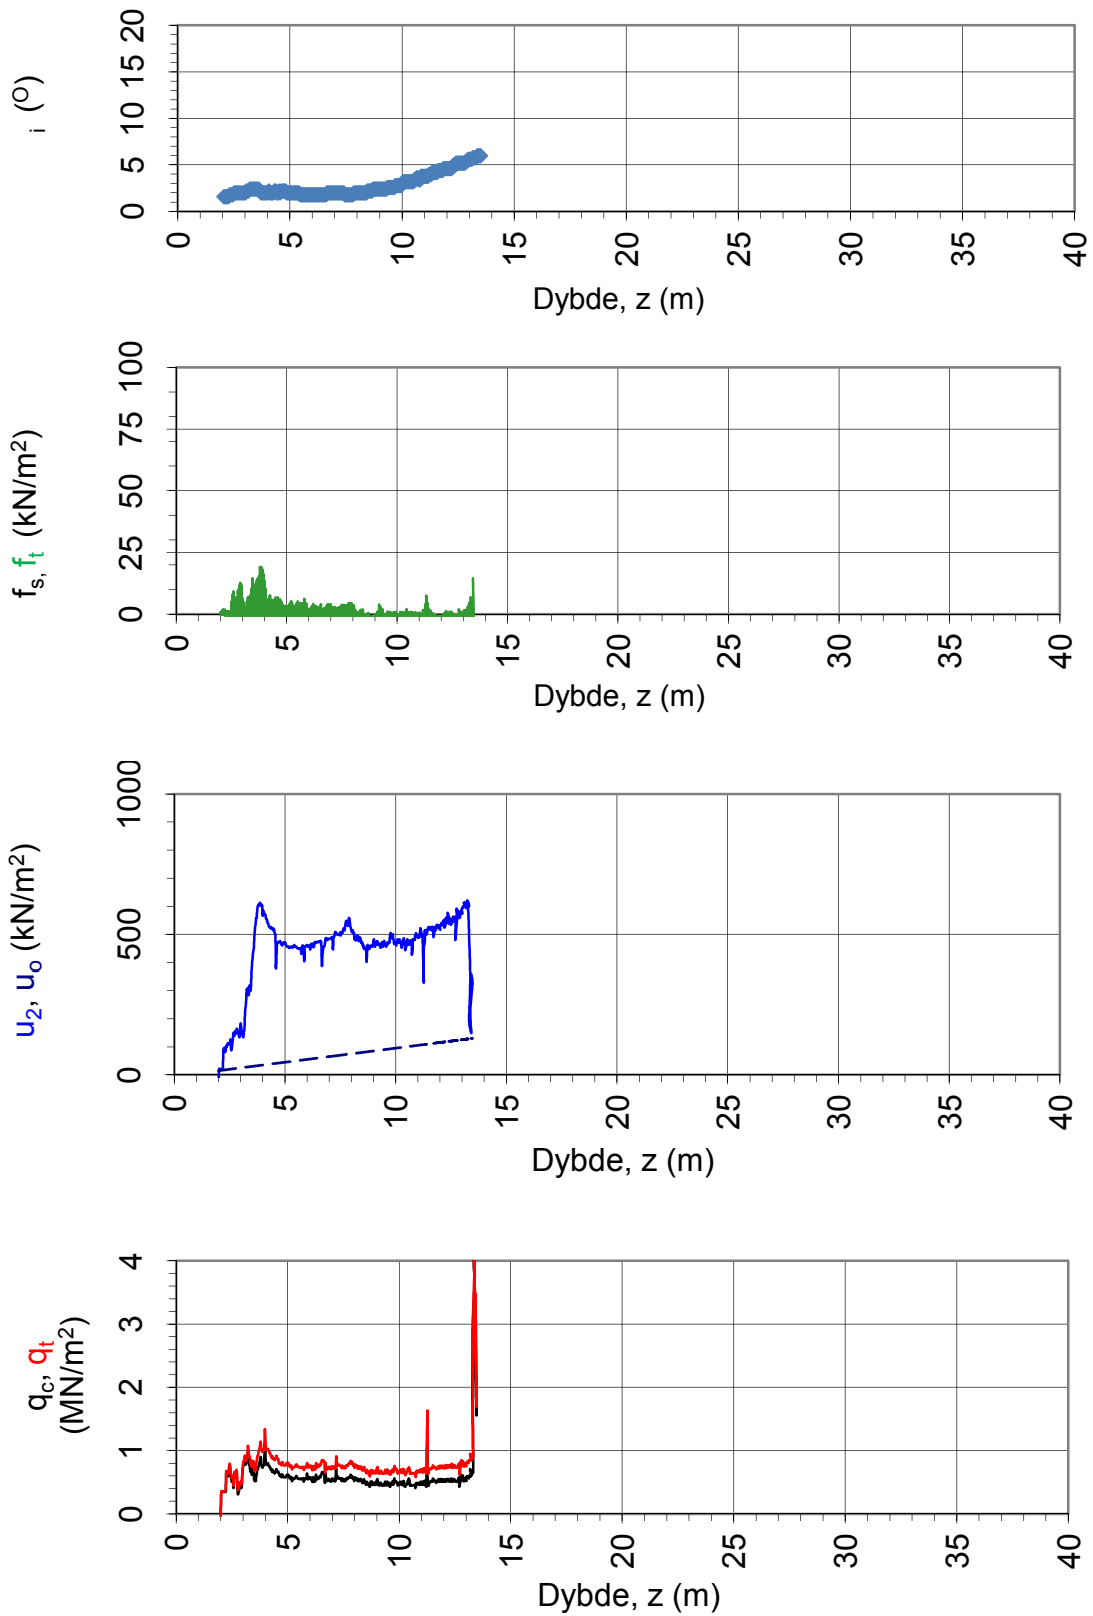 i (O)
20
15
10
5
0
0 5 10 15 20 25 30 35 40
Dybde, z (m)
fs, ft (kN/m²)
100
75
50
25
0
0 5 10 15 20 25 30 35 40
Dybde, z (m)
u₂, uo (kN/m²)
1000
500
0
0 5 10 15 20 25 30 35 40
Dybde, z (m)
qc, qt
(MN/m²)
4
3
2
1
0
0 5 10 15 20 25 30 35 40
Dybde, z (m)